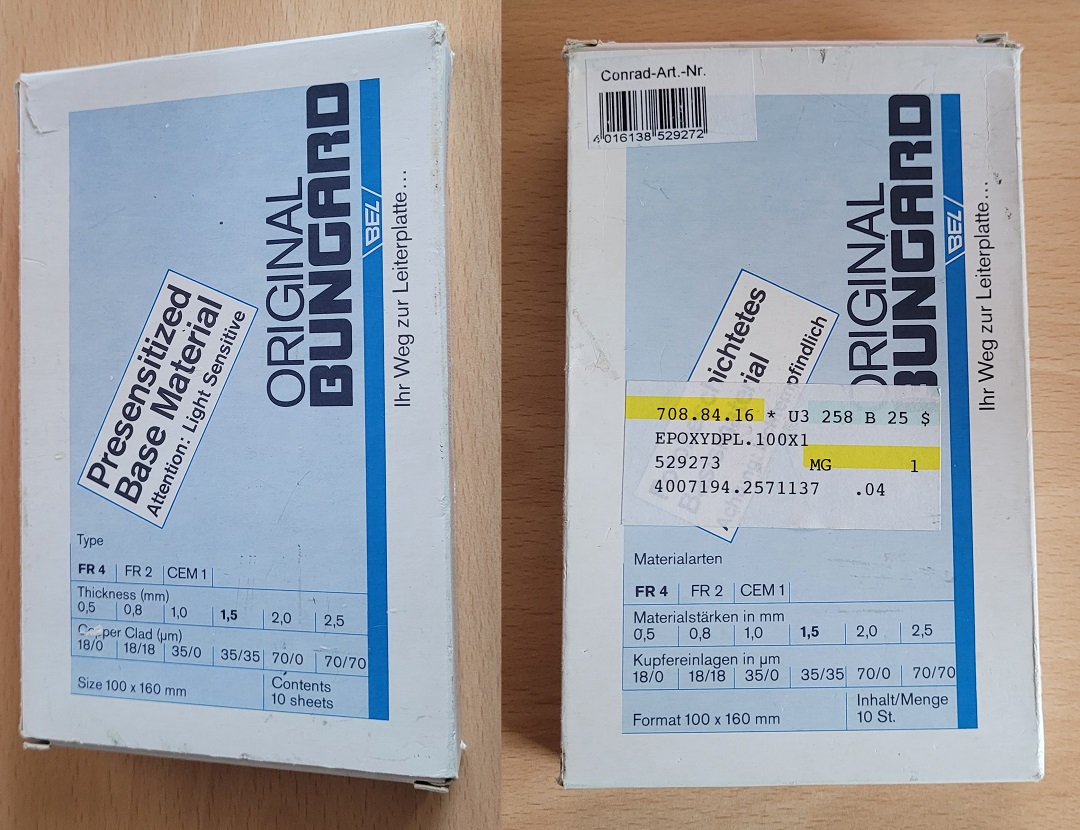 ORIGINAL
BUNGARD
BEL
Ihr Weg zur Leiterplatte...
Presensitized
Base Material
Attention: Light Sensitive
Type
FR 4 FR 2 CEM 1
Thickness (mm)
0,5 0,8 1,0 1,5 2,0 2,5
Copper Clad (µm)
18/0 18/18 35/0 35/35 70/0 70/70
Size 100 x 160 mm
Contents
10 sheets
Conrad-Art.-Nr.
4 016138 529272
ORIGINAL
BUNGARD
BEL
Ihr Weg zur Leiterplatte...
708.84.16 * U3 258 B 25 $
EPOXYDPL.100X1
529273 MG 1
4007194.2571137 .04
Materialarten
FR 4 FR 2 CEM 1
Materialstärken in mm
0,5 0,8 1,0 1,5 2,0 2,5
Kupfereinlagen in µm
18/0 18/18 35/0 35/35 70/0 70/70
Format 100 x 160 mm
Inhalt/Menge
10 St.